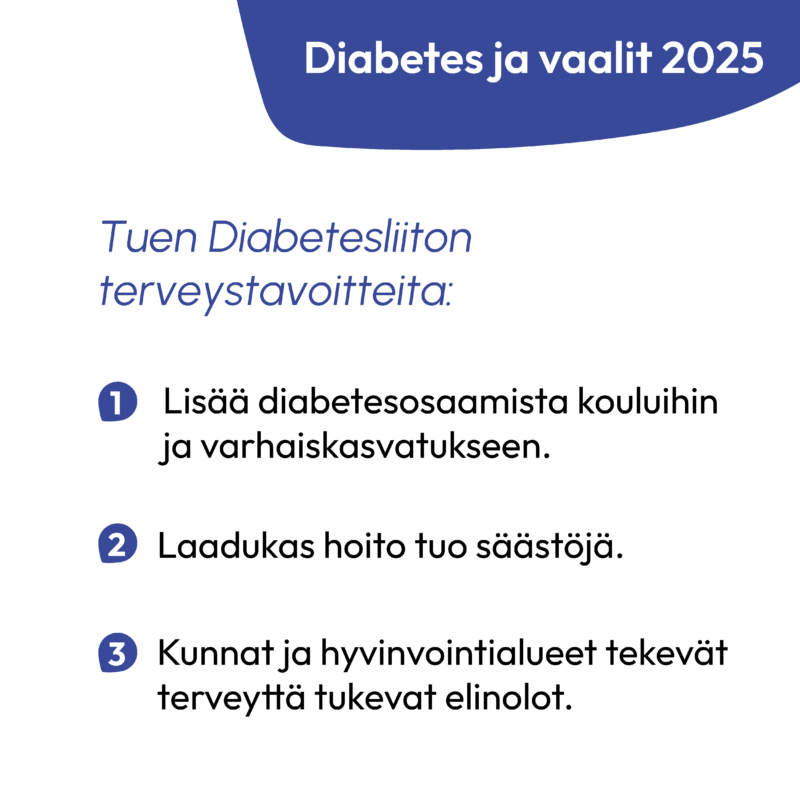 Diabetes ja vaalit 2025
Tuen Diabetesliiton
terveystavoitteita:
1 Lisää diabetesosaamista kouluihin
ja varhaiskasvatukseen.
2 Laadukas hoito tuo säästöjä.
3 Kunnat ja hyvinvointialueet tekevät
terveyttä tukevat elinolot.